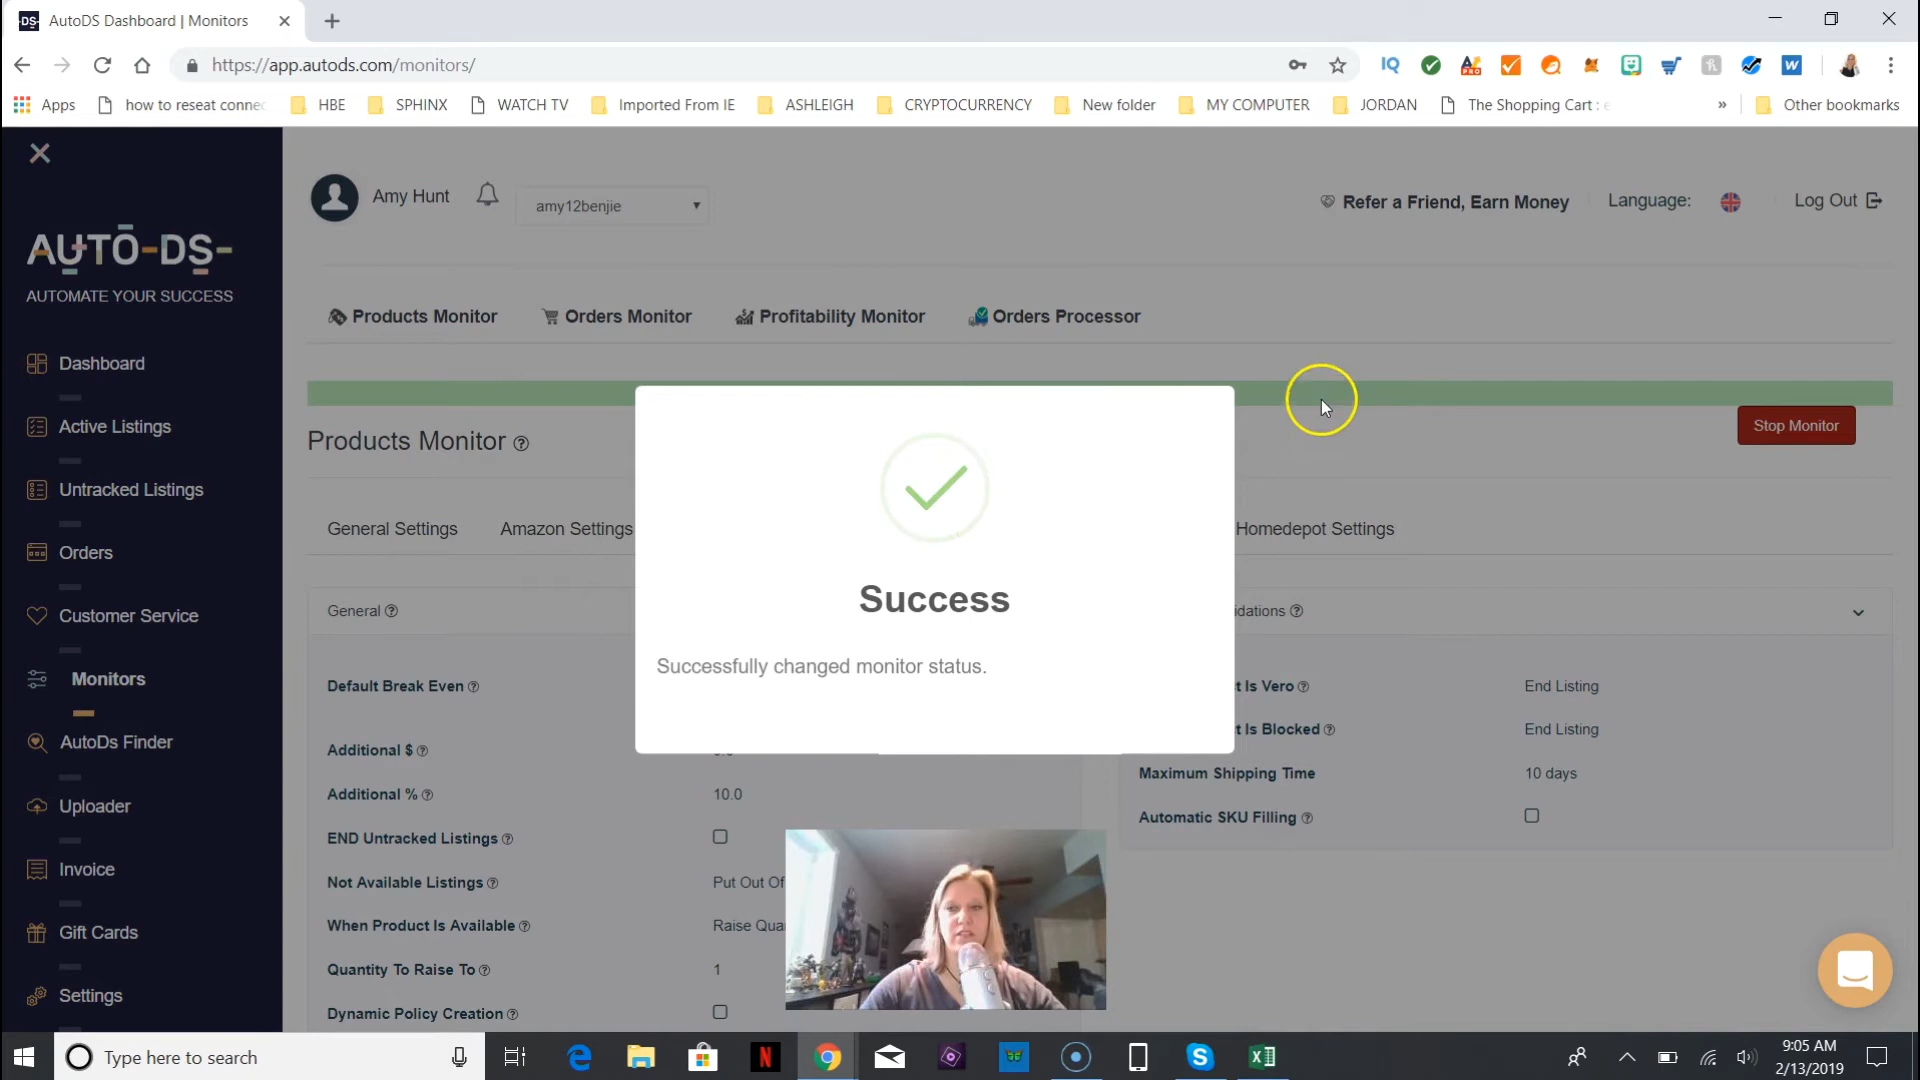 DS
AutoDS Dashboard | Monitors
https://app.autods.com/monitors/
IQ
PRO
W
Apps
how to reseat connec
HBE
SPHINX
WATCH TV
Imported From IE
ASHLEIGH
CRYPTOCURRENCY
New folder
MY COMPUTER
JORDAN
The Shopping Cart : e
»
Other bookmarks
AUTO-DS-
AUTOMATE YOUR SUCCESS
Dashboard
Active Listings
Untracked Listings
Orders
Customer Service
Monitors
AutoDs Finder
Uploader
Invoice
Gift Cards
Settings
Amy Hunt
amy12benjie
Refer a Friend, Earn Money
Language:
Log Out
Products Monitor
Orders Monitor
Profitability Monitor
Orders Processor
Products Monitor
Stop Monitor
General Settings
Amazon Settings
Homedepot Settings
Success
Successfully changed monitor status.
General
idations
Default Break Even
Additional $
Additional %
10.0
END Untracked Listings
Not Available Listings
Put Out Of
When Product Is Available
Raise Qua
Quantity To Raise To
1
Dynamic Policy Creation
t Is Vero
End Listing
t Is Blocked
End Listing
Maximum Shipping Time
10 days
Automatic SKU Filling
Type here to search
9:05 AM
2/13/2019